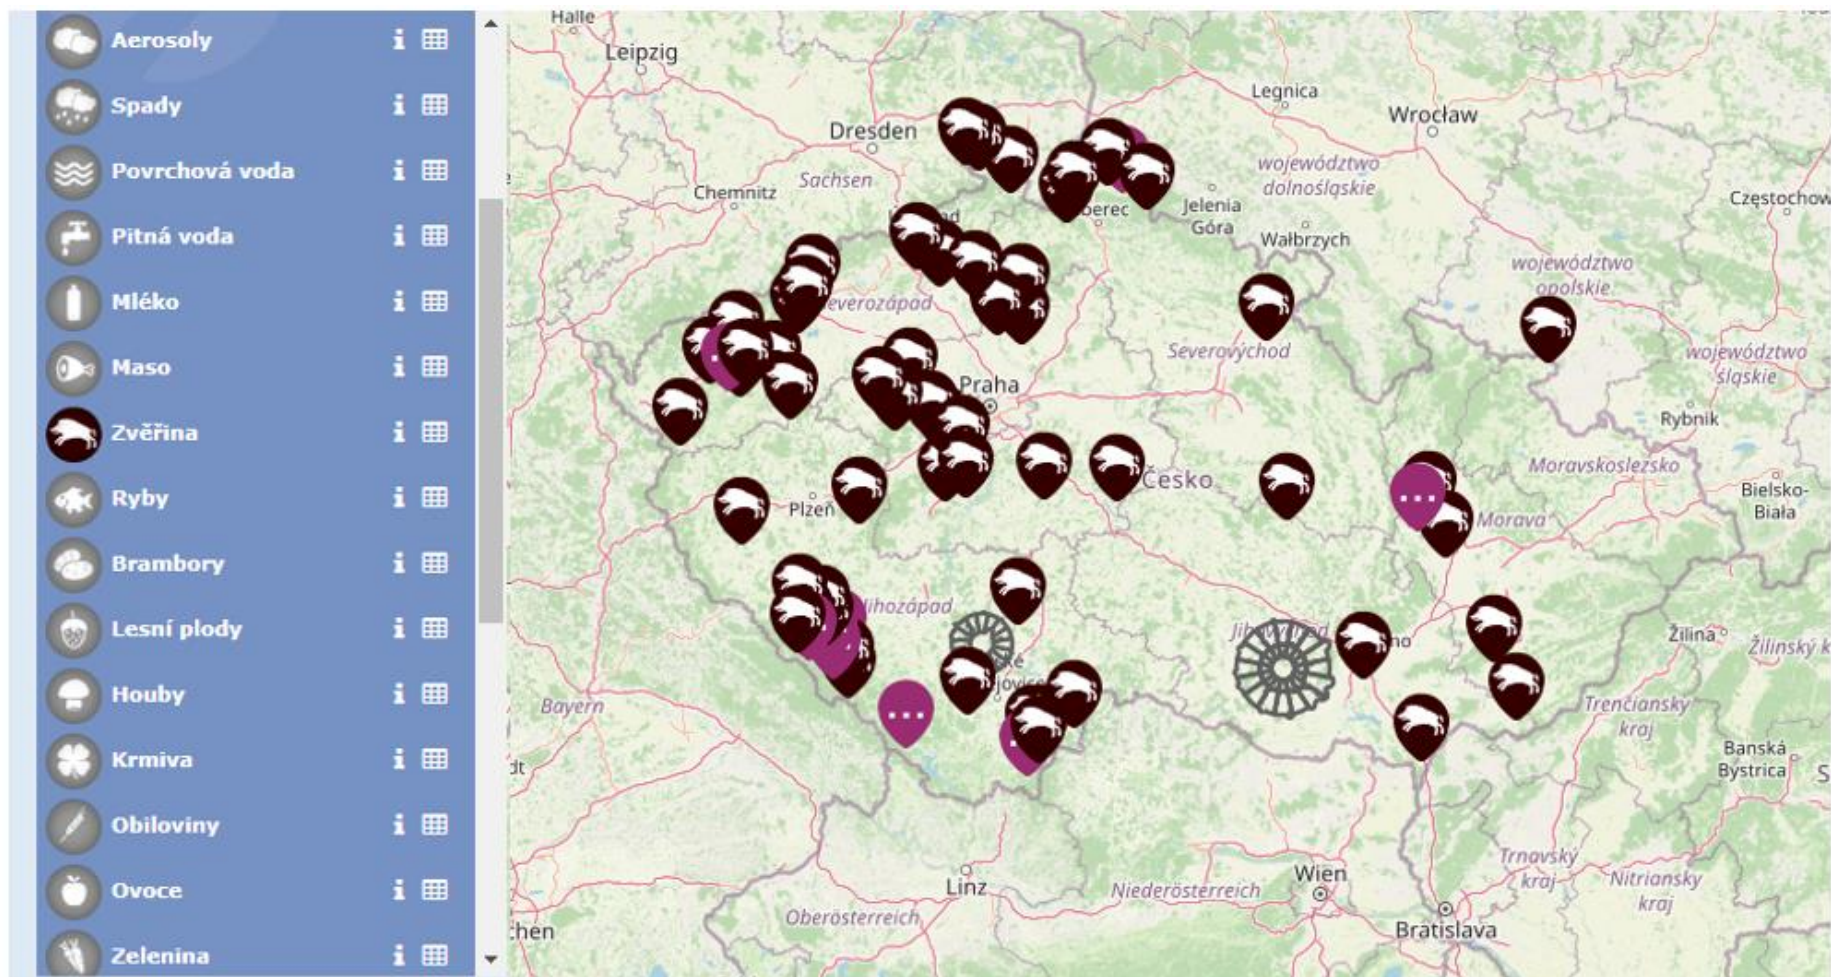 Aerosoly
Spady
Povrchová voda
Pitná voda
Mléko
Maso
Zvěřina
Ryby
Brambory
Lesní plody
Houby
Krmiva
Obiloviny
Ovoce
Zelenina
Halle
Leipzig
Legnica
Wrocław
Dresden
województwo
dolnośląskie
Chemnitz
Sachsen
Częstochow
Jelenia
Góra
Wałbrzych
województwo
opolskie
Severovýchod
województwo
śląskie
Praha
Rybnik
Moravskoslezsko
Česko
Bielsko-
Biała
Plzeň
Morava
Jihozápad
Žilina
Žilinský k
Bayern
Trenčiansky
kraj
Banská
Bystrica
Trnavský
kraj
Nitriansky
kraj
Wien
Linz
Niederösterreich
Oberösterreich
Bratislava